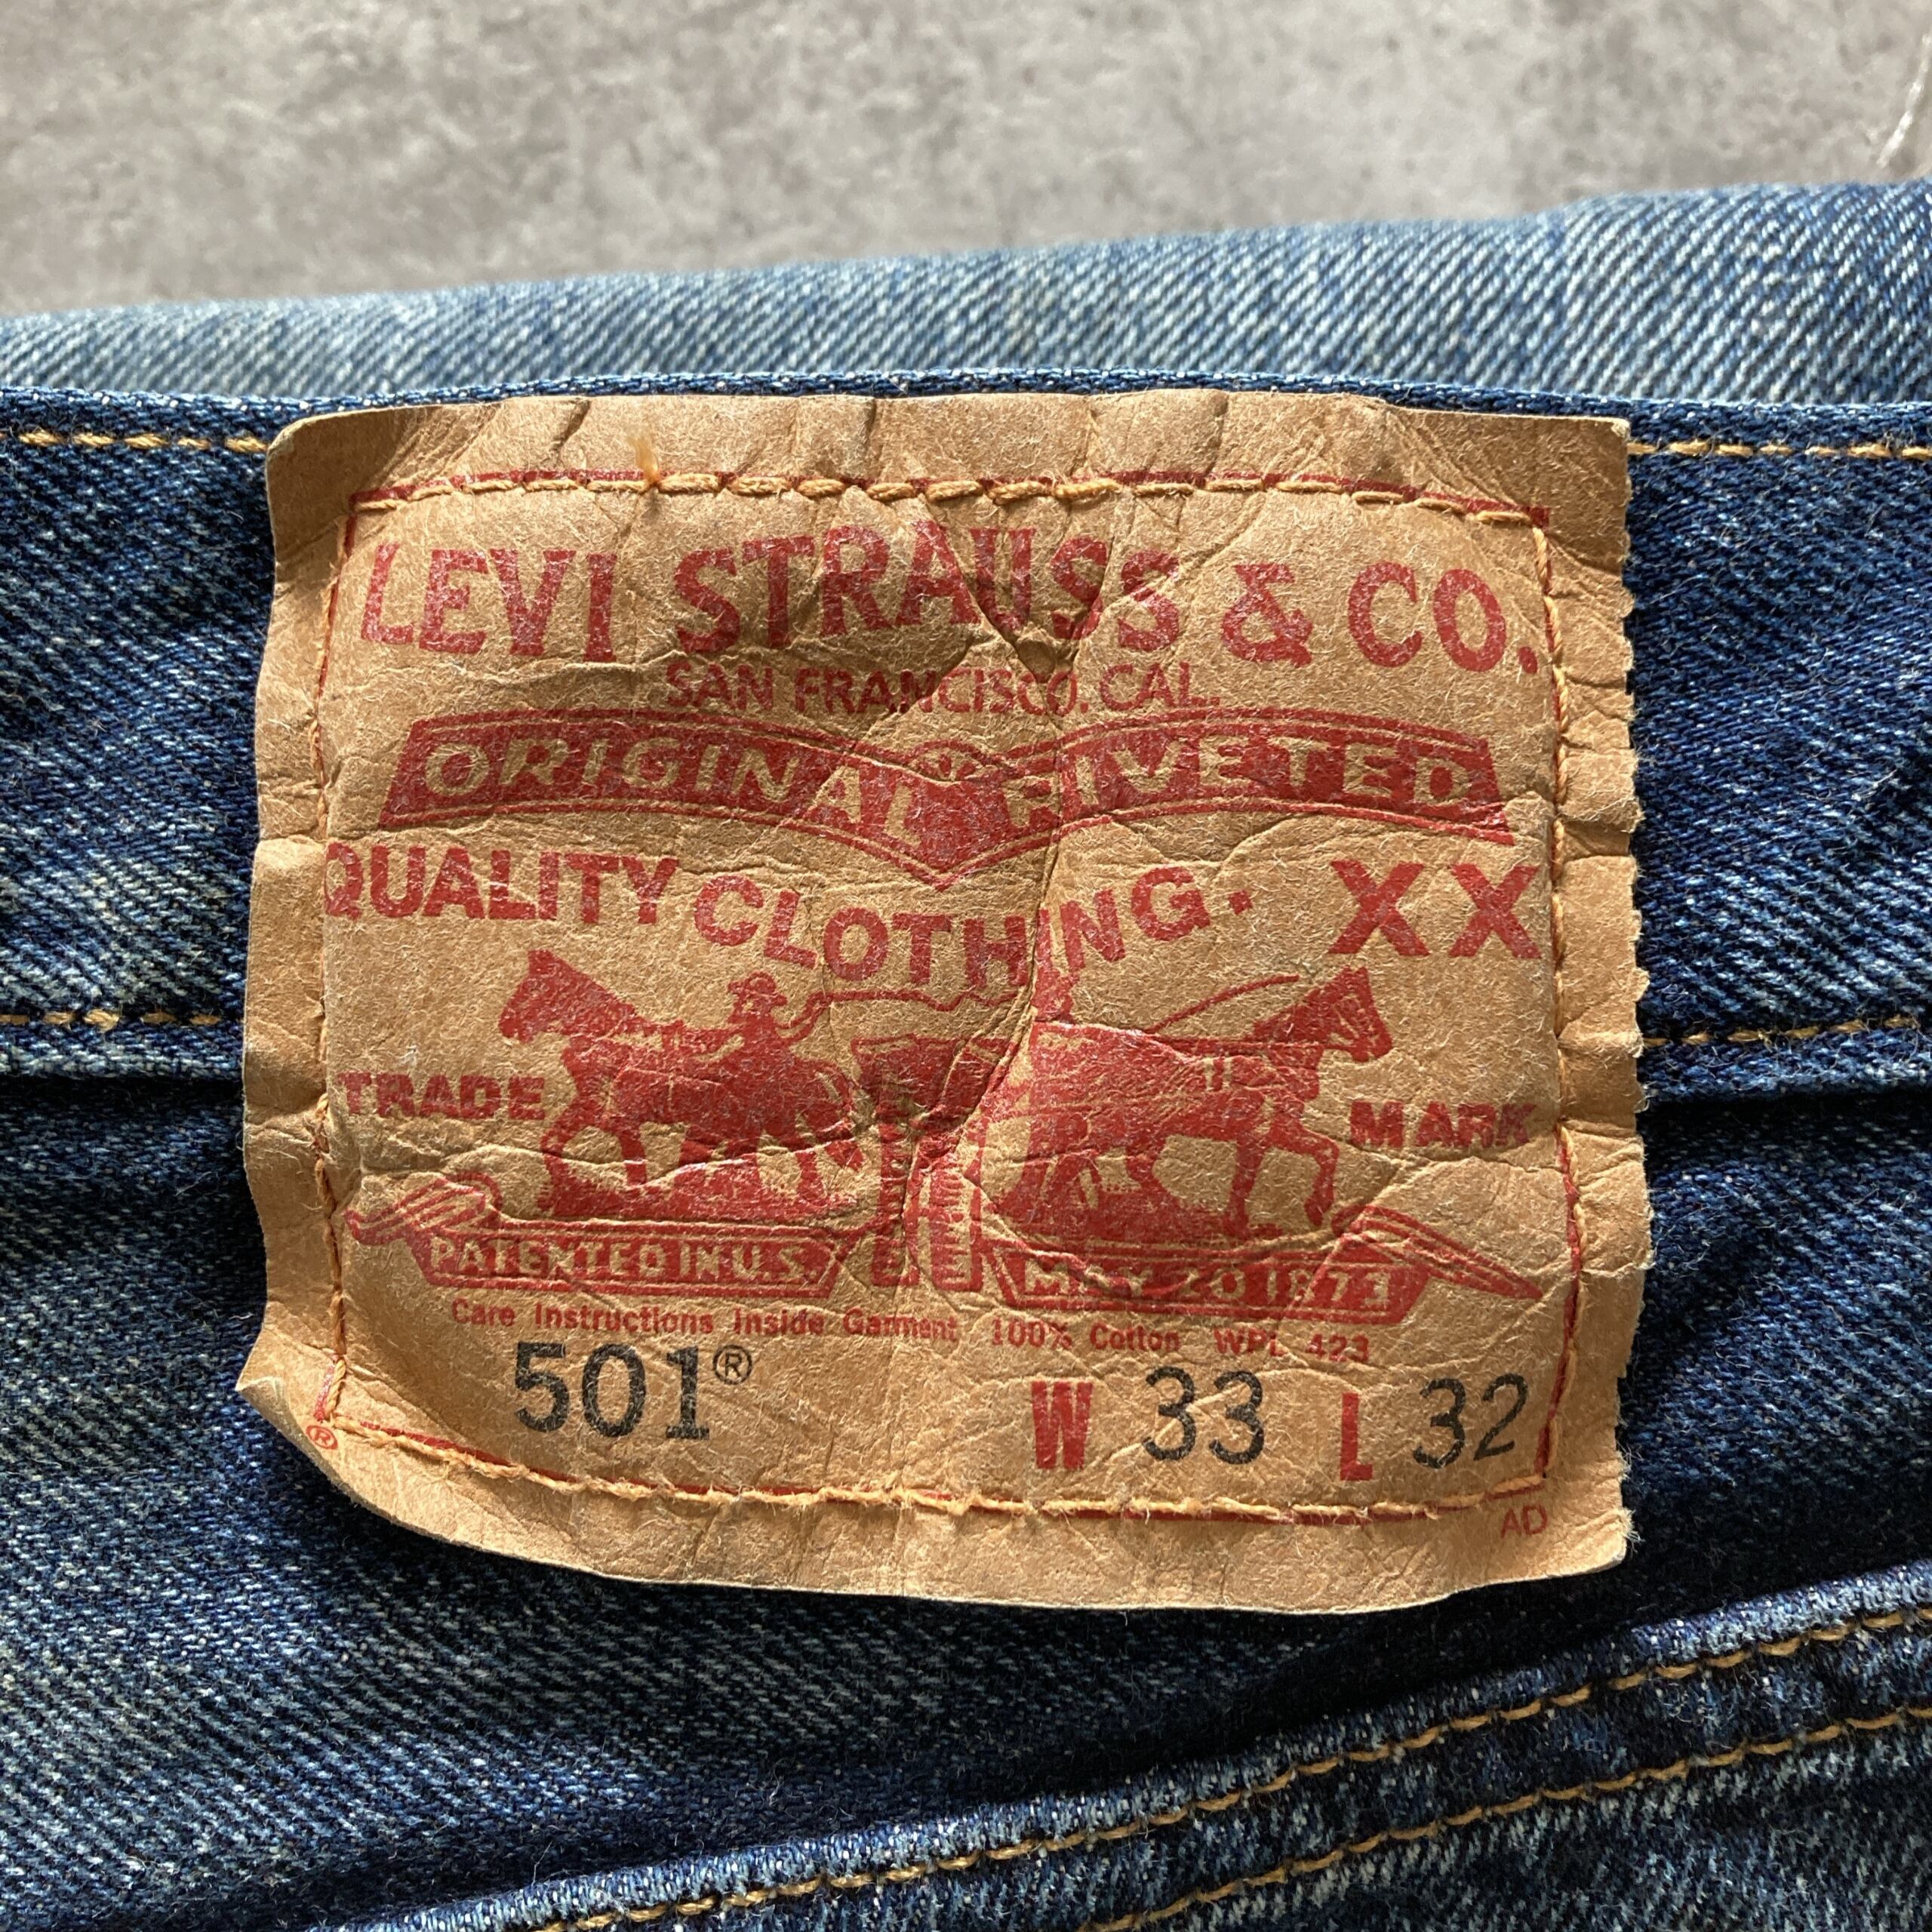 LEVI STRAUSS & CO.
SAN FRANCISCO. CAL.
ORIGINAL RIVETED
QUALITY CLOTHING. XX
TRADE MARK
PATENTED IN U.S. MAY 20 1873
Care Instructions Inside Garment 100% Cotton WPL 423
501® W 33 L 32
®
AD